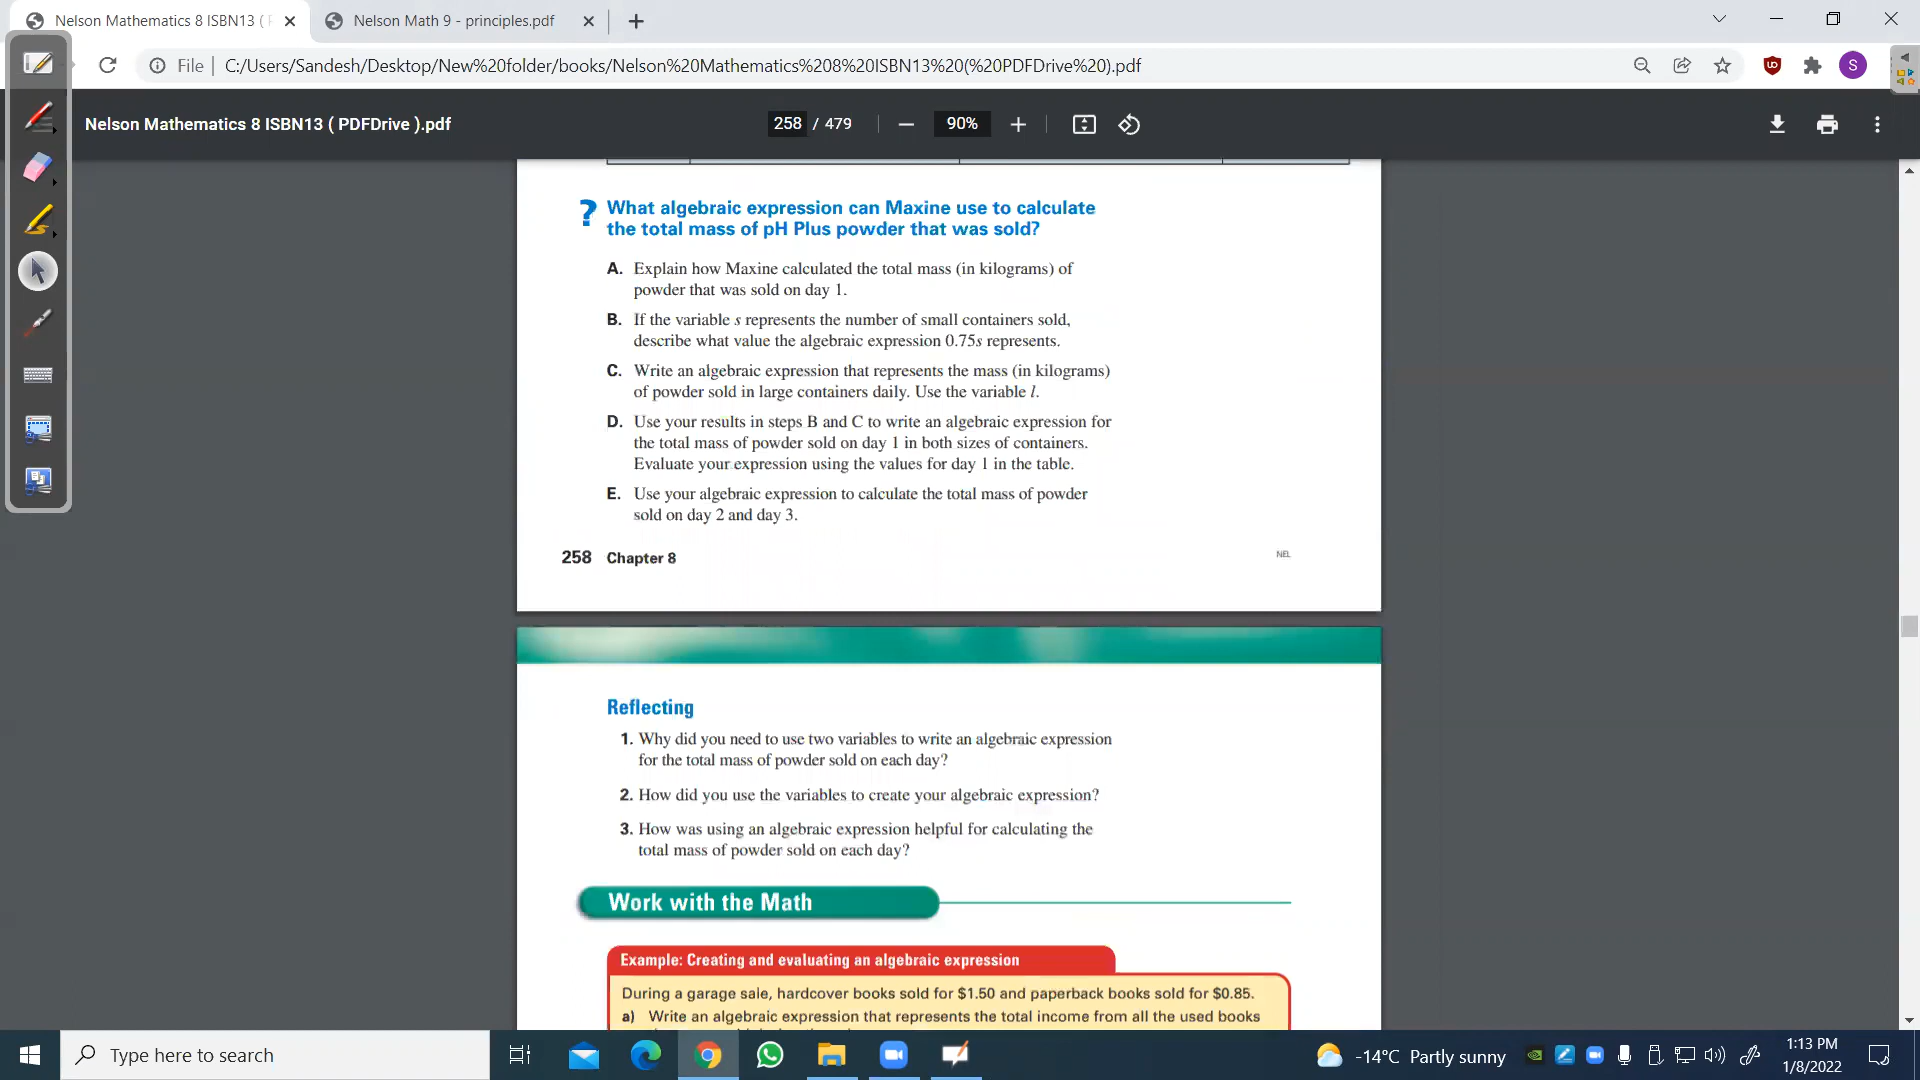 Nelson Mathematics 8 ISBN13 (
Nelson Math 9 - principles.pdf
File
C:/Users/Sandesh/Desktop/New%20folder/books/Nelson%20Mathematics%208%20ISBN13%20(%20PDFDrive%20).pdf
S
Nelson Mathematics 8 ISBN13 ( PDFDrive ).pdf
258 / 479
90%
? What algebraic expression can Maxine use to calculate
the total mass of pH Plus powder that was sold?
A. Explain how Maxine calculated the total mass (in kilograms) of
powder that was sold on day 1.
B. If the variable s represents the number of small containers sold,
describe what value the algebraic expression 0.75s represents.
C. Write an algebraic expression that represents the mass (in kilograms)
of powder sold in large containers daily. Use the variable l.
D. Use your results in steps B and C to write an algebraic expression for
the total mass of powder sold on day 1 in both sizes of containers.
Evaluate your expression using the values for day 1 in the table.
E. Use your algebraic expression to calculate the total mass of powder
sold on day 2 and day 3.
258 Chapter 8
NEL
Reflecting
1. Why did you need to use two variables to write an algebraic expression
for the total mass of powder sold on each day?
2. How did you use the variables to create your algebraic expression?
3. How was using an algebraic expression helpful for calculating the
total mass of powder sold on each day?
Work with the Math
Example: Creating and evaluating an algebraic expression
During a garage sale, hardcover books sold for $1.50 and paperback books sold for $0.85.
a) Write an algebraic expression that represents the total income from all the used books
Type here to search
-14°C Partly sunny
1:13 PM
1/8/2022